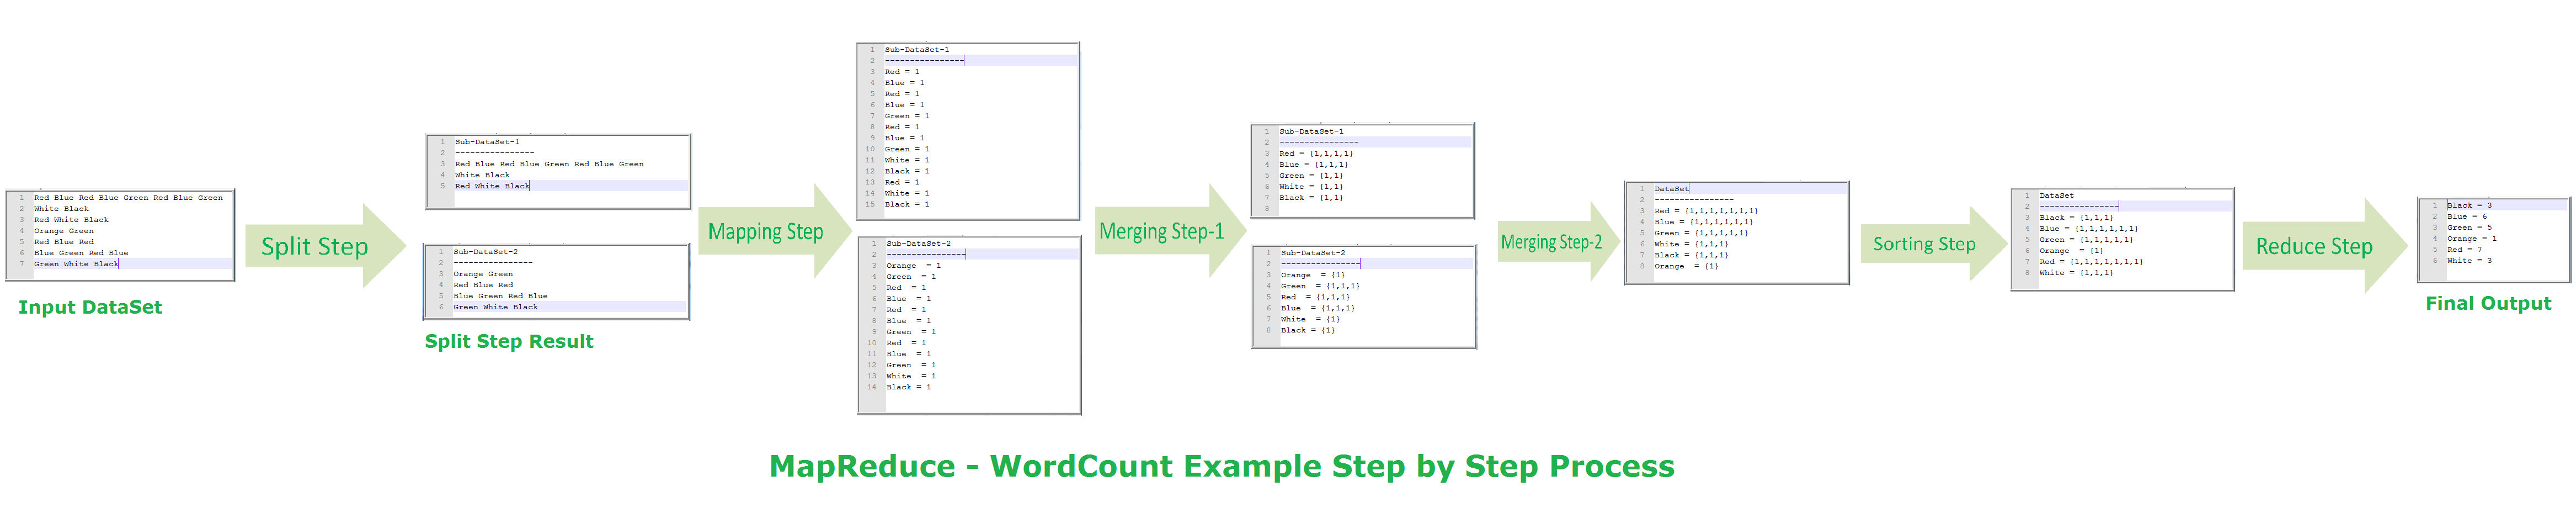 1 Red Blue Red Blue Green Red Blue Green
2 White Black
3 Red White Black
4 Orange Green
5 Red Blue Red
6 Blue Green Red Blue
7 Green White Black
Input DataSet
Split Step
1 Sub-DataSet-1
2 ----------------
3 Red Blue Red Blue Green Red Blue Green
4 White Black
5 Red White Black
1 Sub-DataSet-2
2 ----------------
3 Orange Green
4 Red Blue Red
5 Blue Green Red Blue
6 Green White Black
Split Step Result
Mapping Step
1 Sub-DataSet-1
2 ----------------
3 Red = 1
4 Blue = 1
5 Red = 1
6 Blue = 1
7 Green = 1
8 Red = 1
9 Blue = 1
10 Green = 1
11 White = 1
12 Black = 1
13 Red = 1
14 White = 1
15 Black = 1
1 Sub-DataSet-2
2 ----------------
3 Orange = 1
4 Green = 1
5 Red = 1
6 Blue = 1
7 Red = 1
8 Blue = 1
9 Green = 1
10 Red = 1
11 Blue = 1
12 Green = 1
13 White = 1
14 Black = 1
Merging Step-1
1 Sub-DataSet-1
2 ----------------
3 Red = {1,1,1,1}
4 Blue = {1,1,1}
5 Green = {1,1}
6 White = {1,1}
7 Black = {1,1}
8
1 Sub-DataSet-2
2 ----------------
3 Orange = {1}
4 Green = {1,1,1}
5 Red = {1,1,1}
6 Blue = {1,1,1}
7 White = {1}
8 Black = {1}
Merging Step-2
1 DataSet
2 ----------------
3 Red = {1,1,1,1,1,1,1}
4 Blue = {1,1,1,1,1,1}
5 Green = {1,1,1,1,1}
6 White = {1,1,1}
7 Black = {1,1,1}
8 Orange = {1}
Sorting Step
1 DataSet
2 ----------------
3 Black = {1,1,1}
4 Blue = {1,1,1,1,1,1}
5 Green = {1,1,1,1,1}
6 Orange = {1}
7 Red = {1,1,1,1,1,1,1}
8 White = {1,1,1}
Reduce Step
1 Black = 3
2 Blue = 6
3 Green = 5
4 Orange = 1
5 Red = 7
6 White = 3
Final Output
MapReduce - WordCount Example Step by Step Process